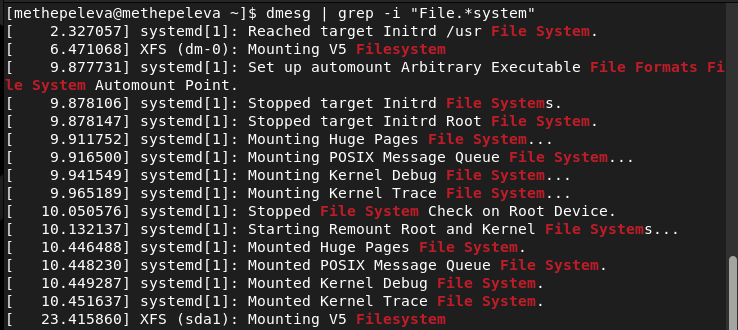 [methepeleva@methepeleva ~]$ dmesg | grep -i "File.*system"
[    2.327057] systemd[1]: Reached target Initrd /usr File System.
[    6.471068] XFS (dm-0): Mounting V5 Filesystem
[    9.877731] systemd[1]: Set up automount Arbitrary Executable File Formats Fi
le System Automount Point.
[    9.878106] systemd[1]: Stopped target Initrd File Systems.
[    9.878147] systemd[1]: Stopped target Initrd Root File System.
[    9.911752] systemd[1]: Mounting Huge Pages File System...
[    9.916500] systemd[1]: Mounting POSIX Message Queue File System...
[    9.941549] systemd[1]: Mounting Kernel Debug File System...
[    9.965189] systemd[1]: Mounting Kernel Trace File System...
[   10.050576] systemd[1]: Stopped File System Check on Root Device.
[   10.132137] systemd[1]: Starting Remount Root and Kernel File Systems...
[   10.446488] systemd[1]: Mounted Huge Pages File System.
[   10.448230] systemd[1]: Mounted POSIX Message Queue File System.
[   10.449287] systemd[1]: Mounted Kernel Debug File System.
[   10.451637] systemd[1]: Mounted Kernel Trace File System.
[   23.415860] XFS (sda1): Mounting V5 Filesystem